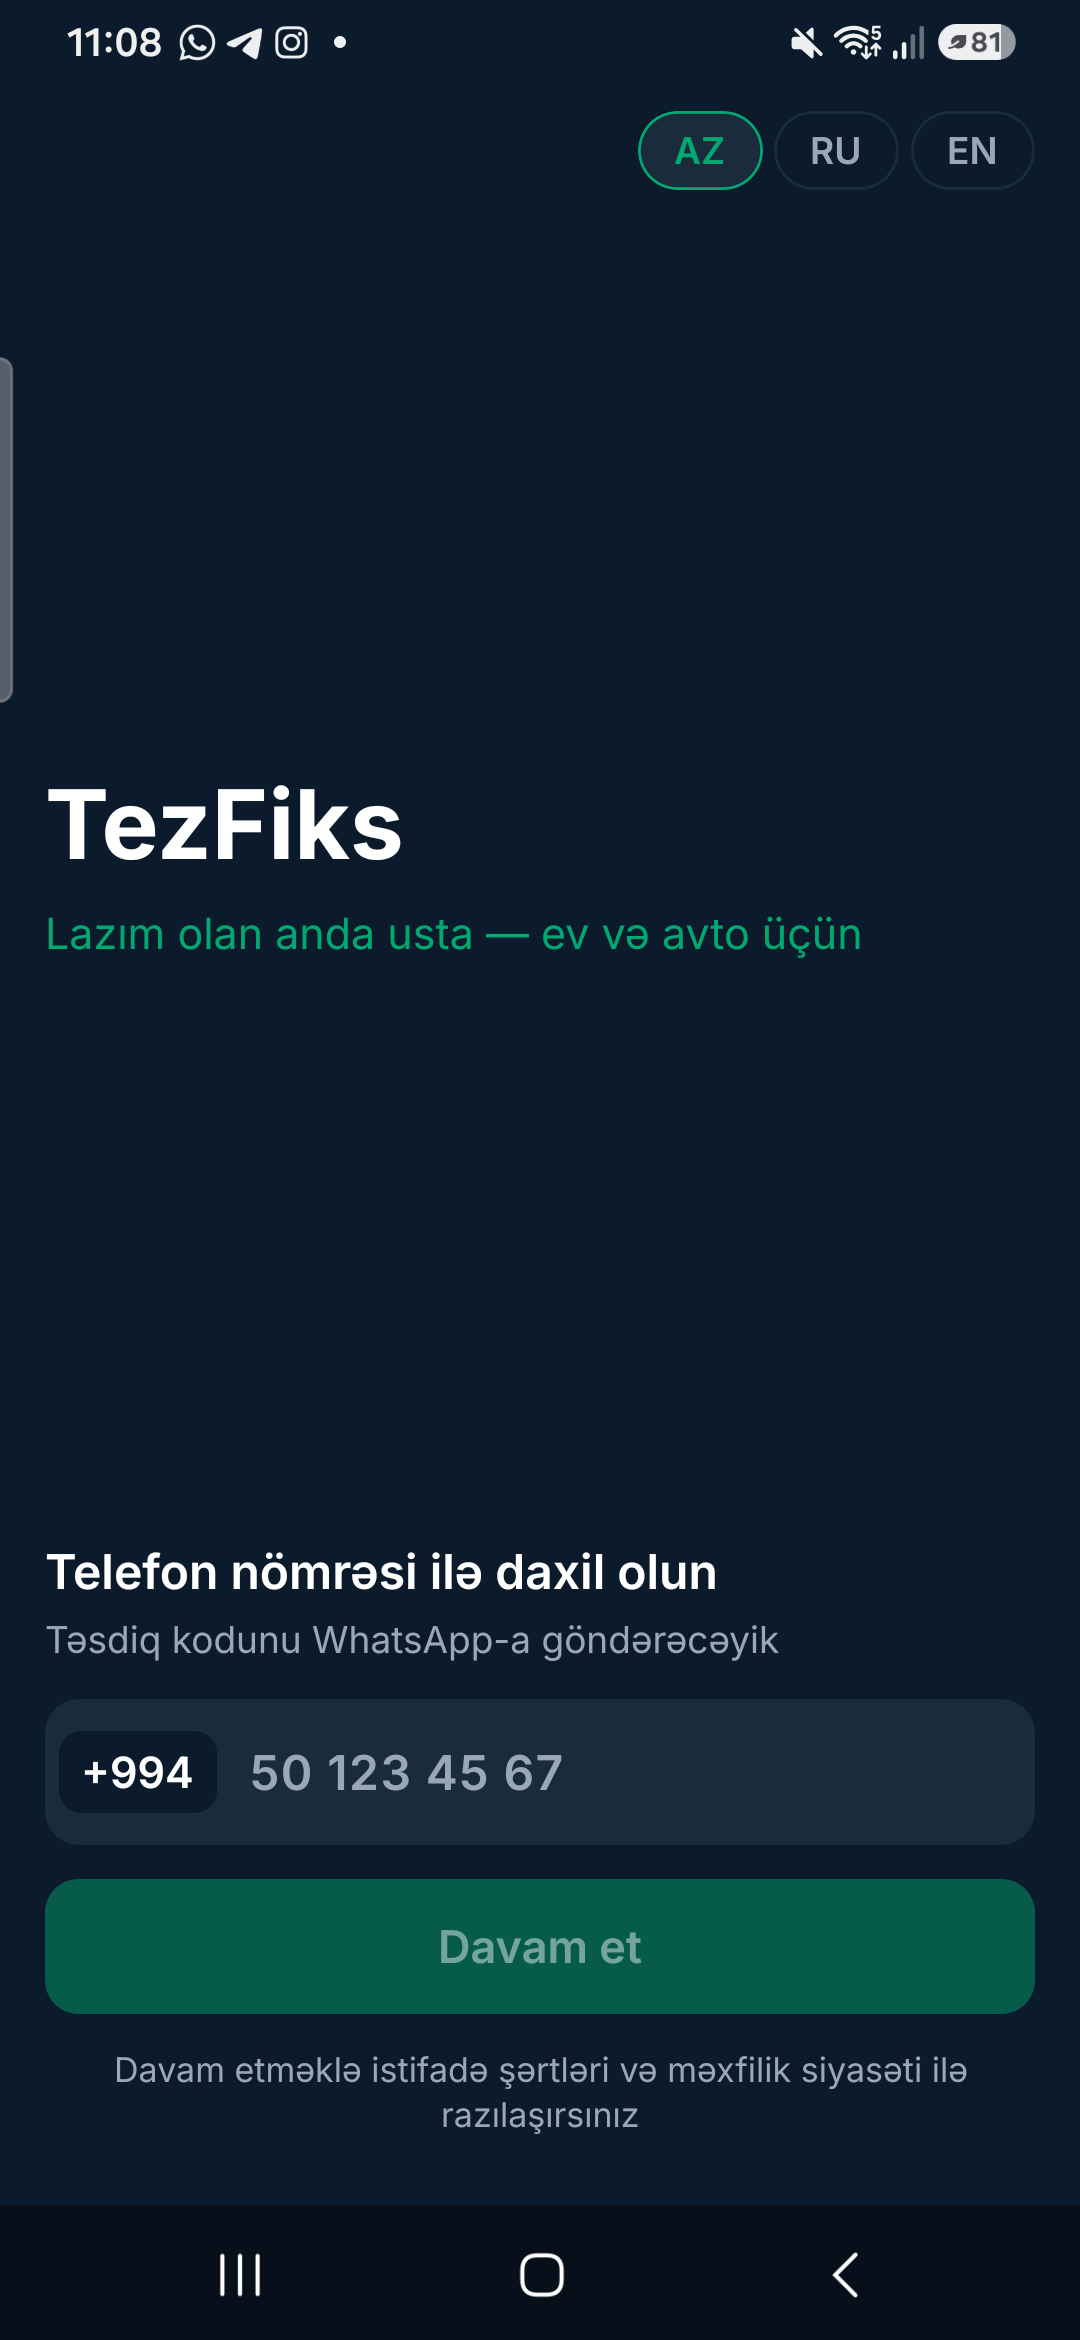 11:08
5
81
AZ RU EN
TezFiks
Lazım olan anda usta — ev və avto üçün
Telefon nömrəsi ilə daxil olun
Təsdiq kodunu WhatsApp-a göndərəcəyik
+994 50 123 45 67
Davam et
Davam etməklə istifadə şərtləri və məxfilik siyasəti ilə
razılaşırsınız